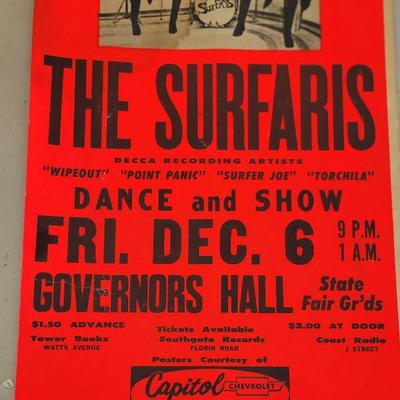 SURFARIS
THE SURFARIS
DECCA RECORDING ARTISTS
"WIPEOUT" "POINT PANIC" "SURFER JOE" "TORCHILA"
DANCE and SHOW
FRI. DEC. 6 9 P.M. 1 A.M.
GOVERNORS HALL State Fair Gr'ds
$1.50 ADVANCE Tickets Available $2.00 AT DOOR
Tower Books Southgate Records Coast Radio
WATTS AVENUE FLORIN ROAD J STREET
Posters Courtesy of
Capitol CHEVROLET